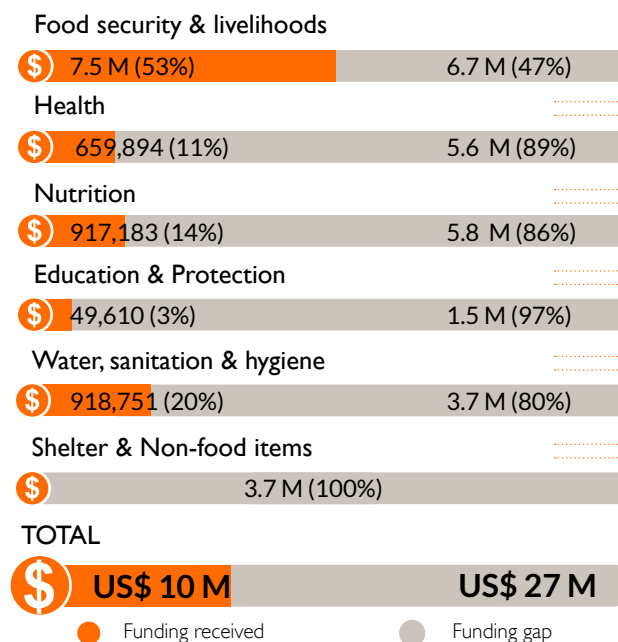 Food security & livelihoods
$ 7.5 M (53%) 6.7 M (47%)
Health
$ 659,894 (11%) 5.6 M (89%)
Nutrition
$ 917,183 (14%) 5.8 M (86%)
Education & Protection
$ 49,610 (3%) 1.5 M (97%)
Water, sanitation & hygiene
$ 918,751 (20%) 3.7 M (80%)
Shelter & Non-food items
$ 3.7 M (100%)
TOTAL
$ US$ 10 M US$ 27 M
Funding received Funding gap